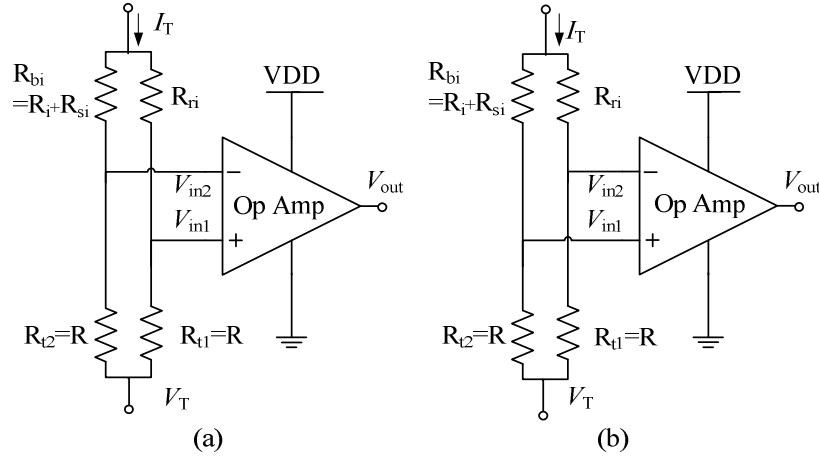 I_T
R_bi
=R_i+R_si
R_ri
VDD
V_in2
−
V_in1
+
Op Amp
V_out
R_t2=R
R_t1=R
V_T
(a)
I_T
R_bi
=R_i+R_si
R_ri
VDD
V_in2
−
V_in1
+
Op Amp
V_out
R_t2=R
R_t1=R
V_T
(b)